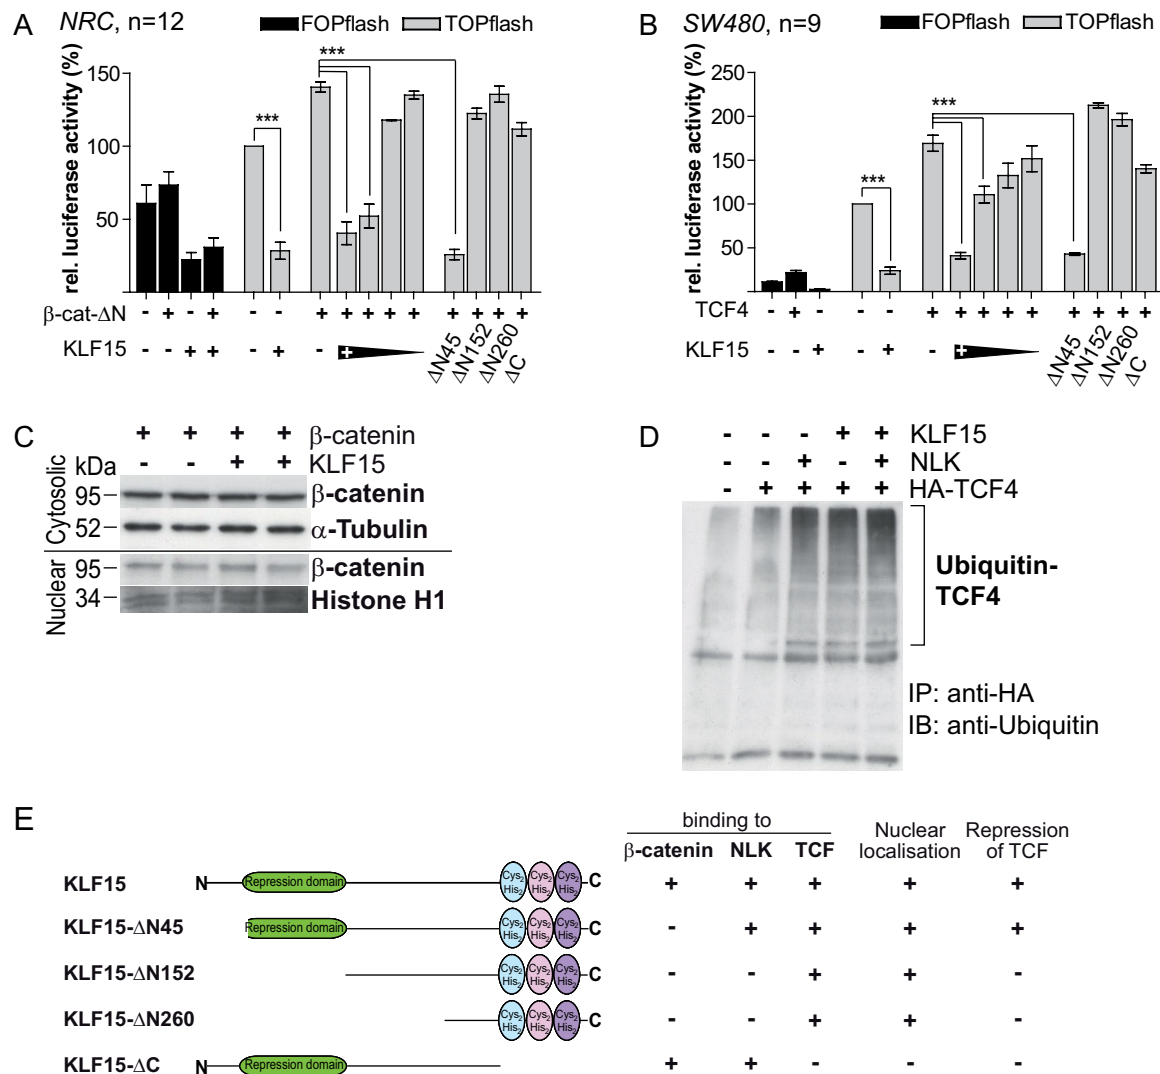 A NRC, n=12 FOPflash TOPflash
rel. luciferase activity (%)
150
100
50
***
***
β-cat-ΔN - + - + - + - + + + + + + + +
KLF15 - - + + - + - + ΔN45 ΔN152 ΔN260 ΔC
B SW480, n=9 FOPflash TOPflash
rel. luciferase activity (%)
250
200
150
100
50
0
***
***
TCF4 - + - - - + + + + + + + + +
KLF15 - - + - + - + ΔN45 ΔN152 ΔN260 ΔC
C
+ + + + β-catenin
- - + + KLF15
kDa
Cytosolic
95 β-catenin
52 α-Tubulin
Nuclear
95 β-catenin
34 Histone H1
D
- - - + + KLF15
- - + - + NLK
- + + + + HA-TCF4
Ubiquitin-
TCF4
IP: anti-HA
IB: anti-Ubiquitin
E
binding to
β-catenin NLK TCF
Nuclear
localisation
Repression
of TCF
KLF15 N Repression domain Cys2 His2 Cys2 His2 Cys2 His2 C + + + + +
KLF15-ΔN45 Repression domain Cys2 His2 Cys2 His2 Cys2 His2 C - + + + +
KLF15-ΔN152 Cys2 His2 Cys2 His2 Cys2 His2 C - - + + -
KLF15-ΔN260 Cys2 His2 Cys2 His2 Cys2 His2 C - - + + -
KLF15-ΔC N Repression domain + + - - -